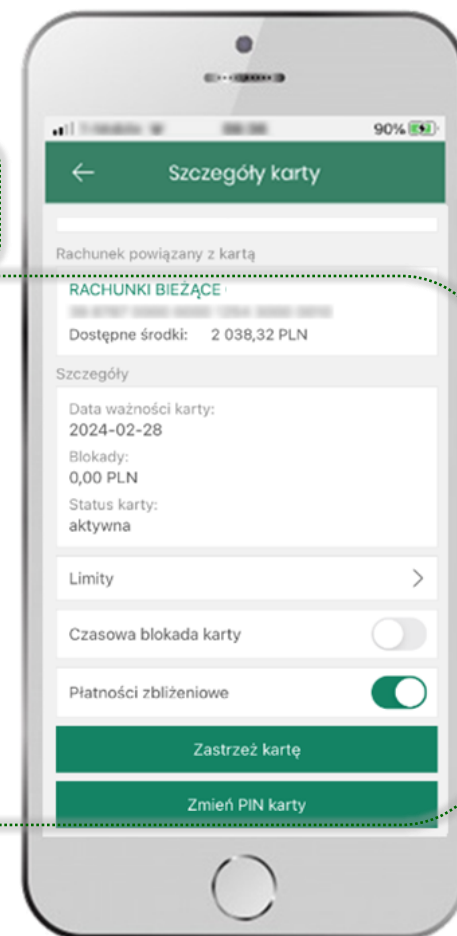 90%
Szczegóły karty
Rachunek powiązany z kartą
RACHUNKI BIEŻĄCE
Dostępne środki: 2 038,32 PLN
Szczegóły
Data ważności karty:
2024-02-28
Blokady:
0,00 PLN
Status karty:
aktywna
Limity
Czasowa blokada karty
Płatności zbliżeniowe
Zastrzeż kartę
Zmień PIN karty